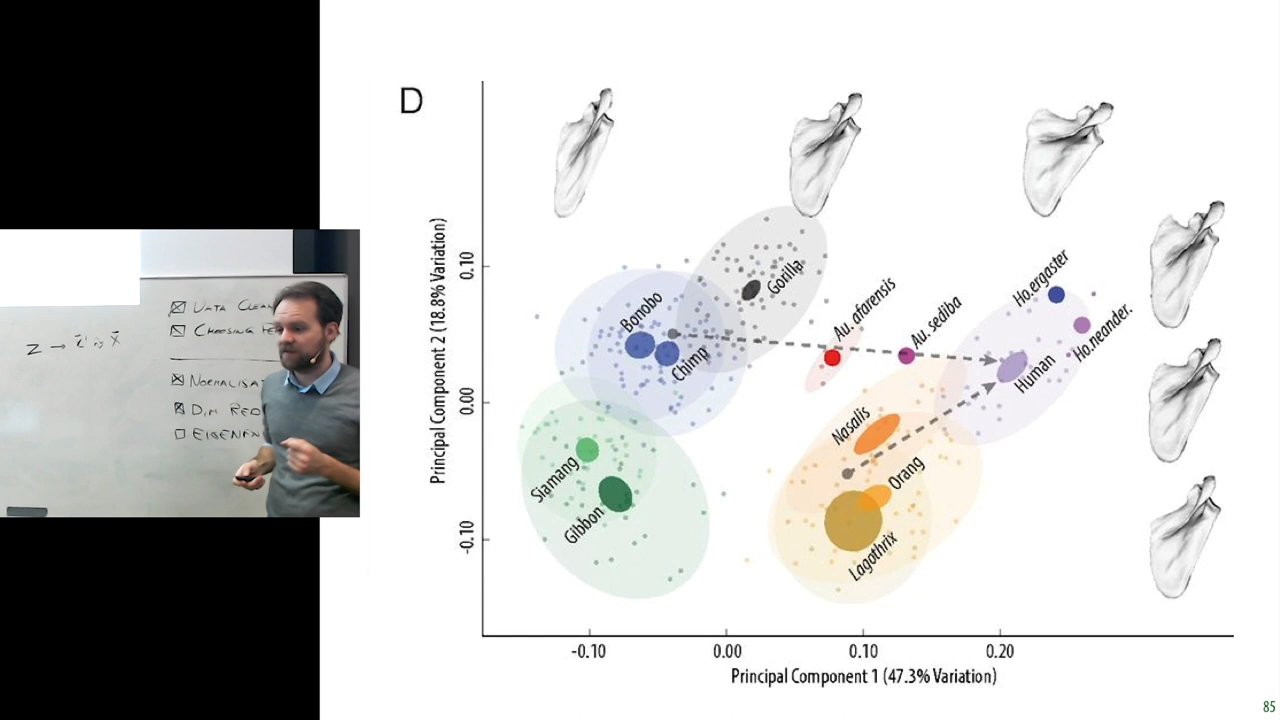 D
Bonobo
Chimp
Gorilla
Au. afarensis
Au. sediba
Ho.ergaster
Ho.neander.
Human
Nasalis
Orang
Lagothrix
Siamang
Gibbon
Principal Component 2 (18.8% Variation)
0.10
0.00
-0.10
-0.10
0.00
0.10
0.20
Principal Component 1 (47.3% Variation)
DATA CLEAN
CHOOSING
NORMALISA
DIM RED
EIGENFA
85